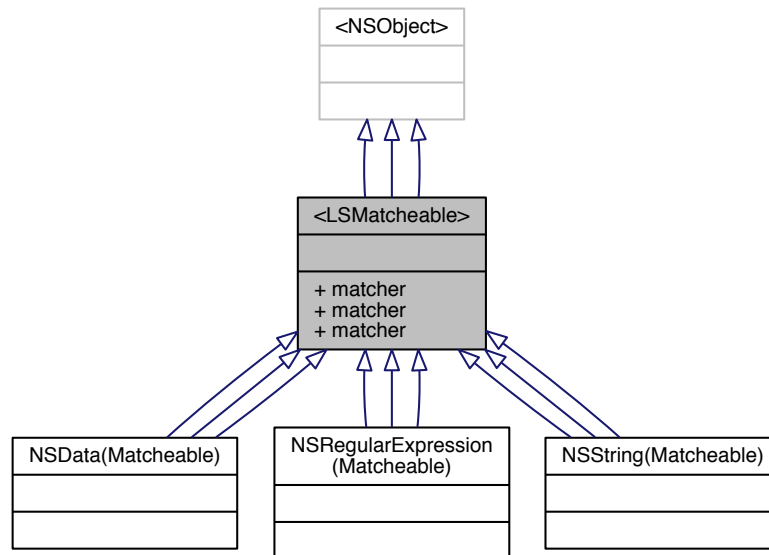 <NSObject>
<LSMatcheable>
+ matcher
+ matcher
+ matcher
NSData(Matcheable)
NSRegularExpression
(Matcheable)
NSString(Matcheable)